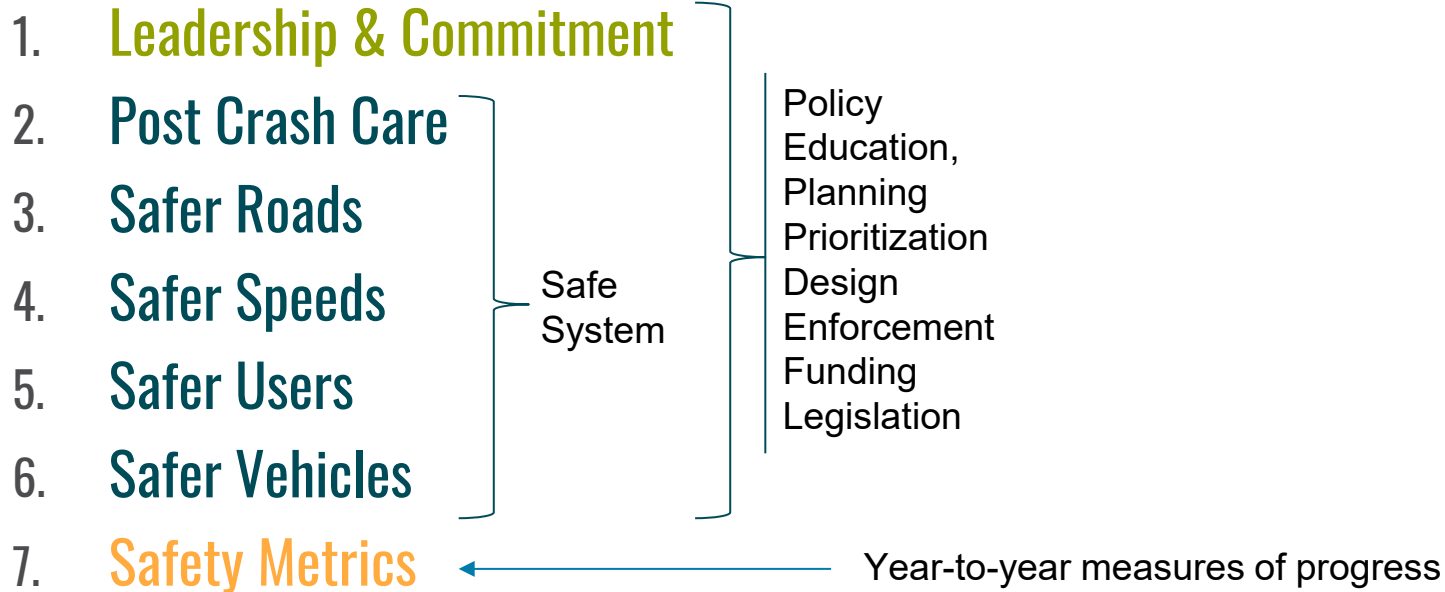 1. Leadership & Commitment
2. Post Crash Care
3. Safer Roads
4. Safer Speeds
5. Safer Users
6. Safer Vehicles
7. Safety Metrics
Safe
System
Policy
Education,
Planning
Prioritization
Design
Enforcement
Funding
Legislation
Year-to-year measures of progress